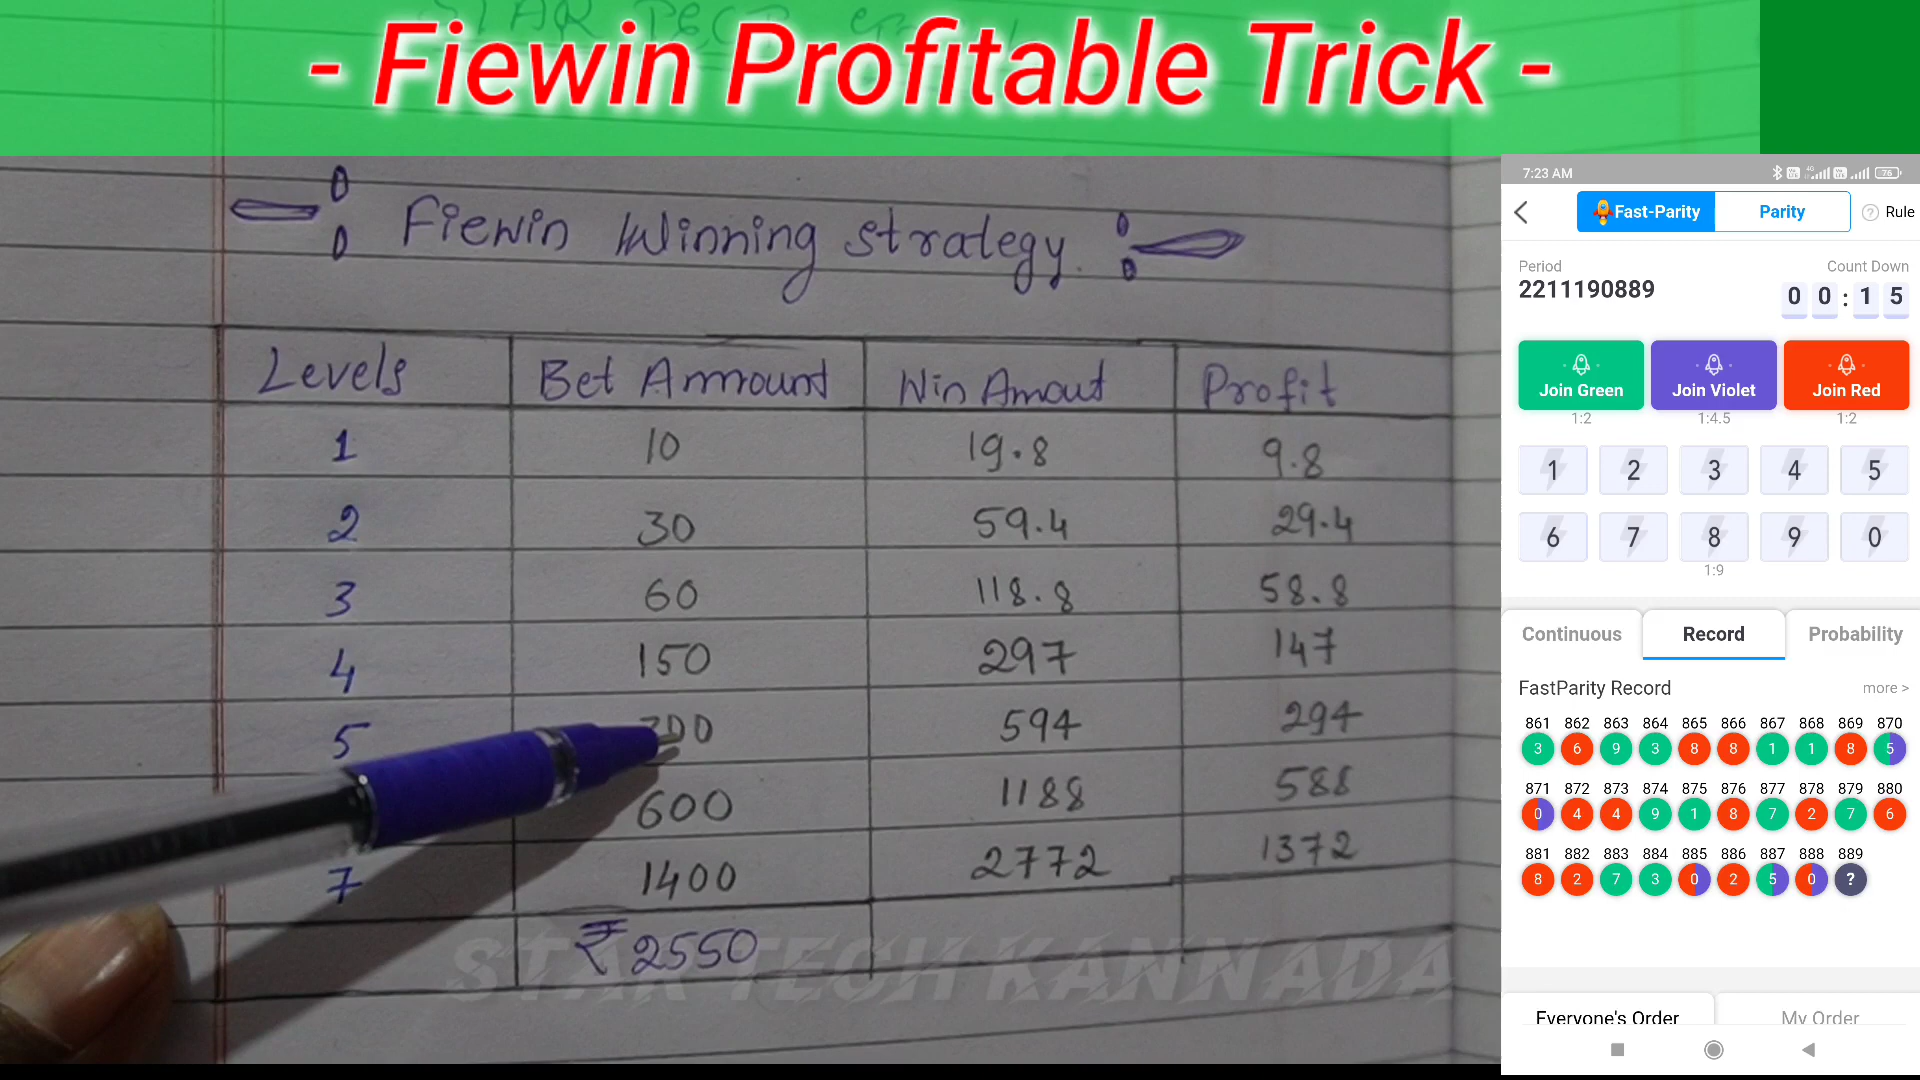 - Fiewin Profitable Trick -
Fiewin Winning Strategy
Levels Bet Ammount Win Amout Profit
1 10 19.8 9.8
2 30 59.4 29.4
3 60 118.8 58.8
4 150 297 147
5 300 594 294
600 1188 588
7 1400 2772 1372
₹ 2550
STAR TECH KANNADA
7:23 AM 76
Fast-Parity Parity ? Rule
Period Count Down
2211190889 0 0 : 1 5
Join Green Join Violet Join Red
1:2 1:4.5 1:2
1 2 3 4 5
6 7 8 9 0
1:9
Continuous Record Probability
FastParity Record more >
861 862 863 864 865 866 867 868 869 870
3 6 9 3 8 8 1 1 8 5
871 872 873 874 875 876 877 878 879 880
0 4 4 9 1 8 7 2 7 6
881 882 883 884 885 886 887 888 889
8 2 7 3 0 2 5 0 ?
Everyone's Order My Order